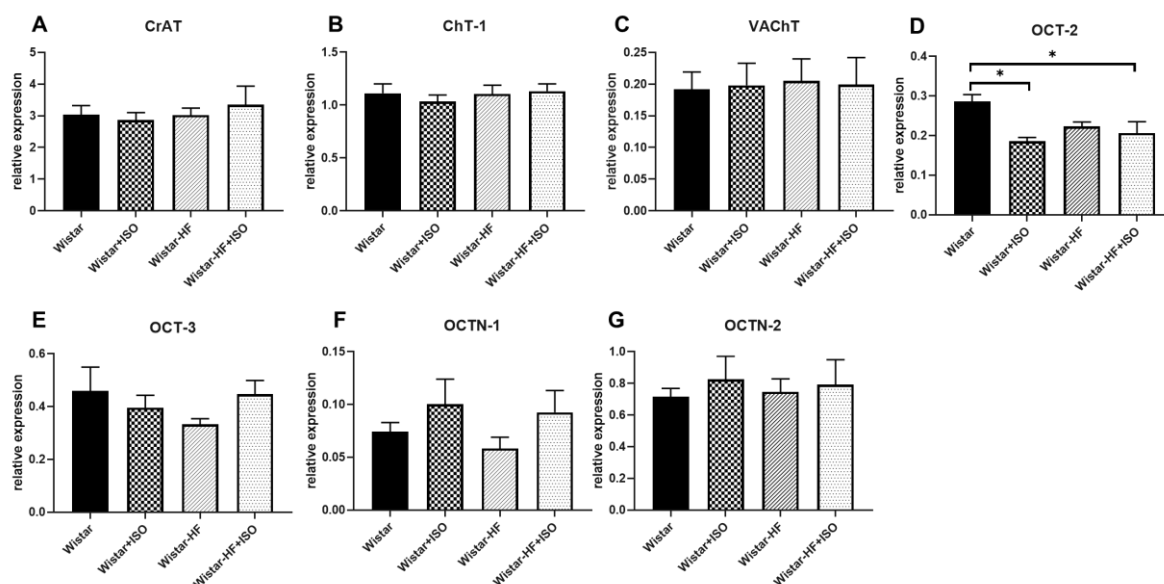 A
CrAT
relative expression
5
4
3
2
1
0
Wistar
Wistar+ISO
Wistar-HF
Wistar-HF+ISO
B
ChT-1
relative expression
1.5
1.0
0.5
0.0
Wistar
Wistar+ISO
Wistar-HF
Wistar-HF+ISO
C
VAChT
relative expression
0.25
0.20
0.15
0.10
0.05
0.00
Wistar
Wistar+ISO
Wistar-HF
Wistar-HF+ISO
D
OCT-2
relative expression
0.4
0.3
0.2
0.1
0.0
*
*
Wistar
Wistar+ISO
Wistar-HF
Wistar-HF+ISO
E
OCT-3
relative expression
0.6
0.4
0.2
0.0
Wistar
Wistar+ISO
Wistar-HF
Wistar-HF+ISO
F
OCTN-1
relative expression
0.15
0.10
0.05
0.00
Wistar
Wistar+ISO
Wistar-HF
Wistar-HF+ISO
G
OCTN-2
relative expression
1.0
0.8
0.6
0.4
0.2
0.0
Wistar
Wistar+ISO
Wistar-HF
Wistar-HF+ISO